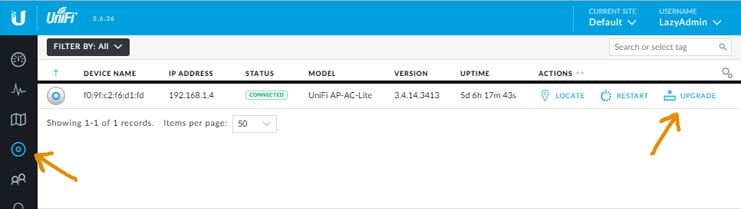 U UniFi 5.6.26 CURRENT SITE USERNAME
Default LazyAdmin
FILTER BY: All Search or select tag
DEVICE NAME IP ADDRESS STATUS MODEL VERSION UPTIME ACTIONS
f0:9f:c2:f6:d1:fd 192.168.1.4 CONNECTED UniFi AP-AC-Lite 3.4.14.3413 5d 6h 17m 43s LOCATE RESTART UPGRADE
Showing 1-1 of 1 records. Items per page: 50